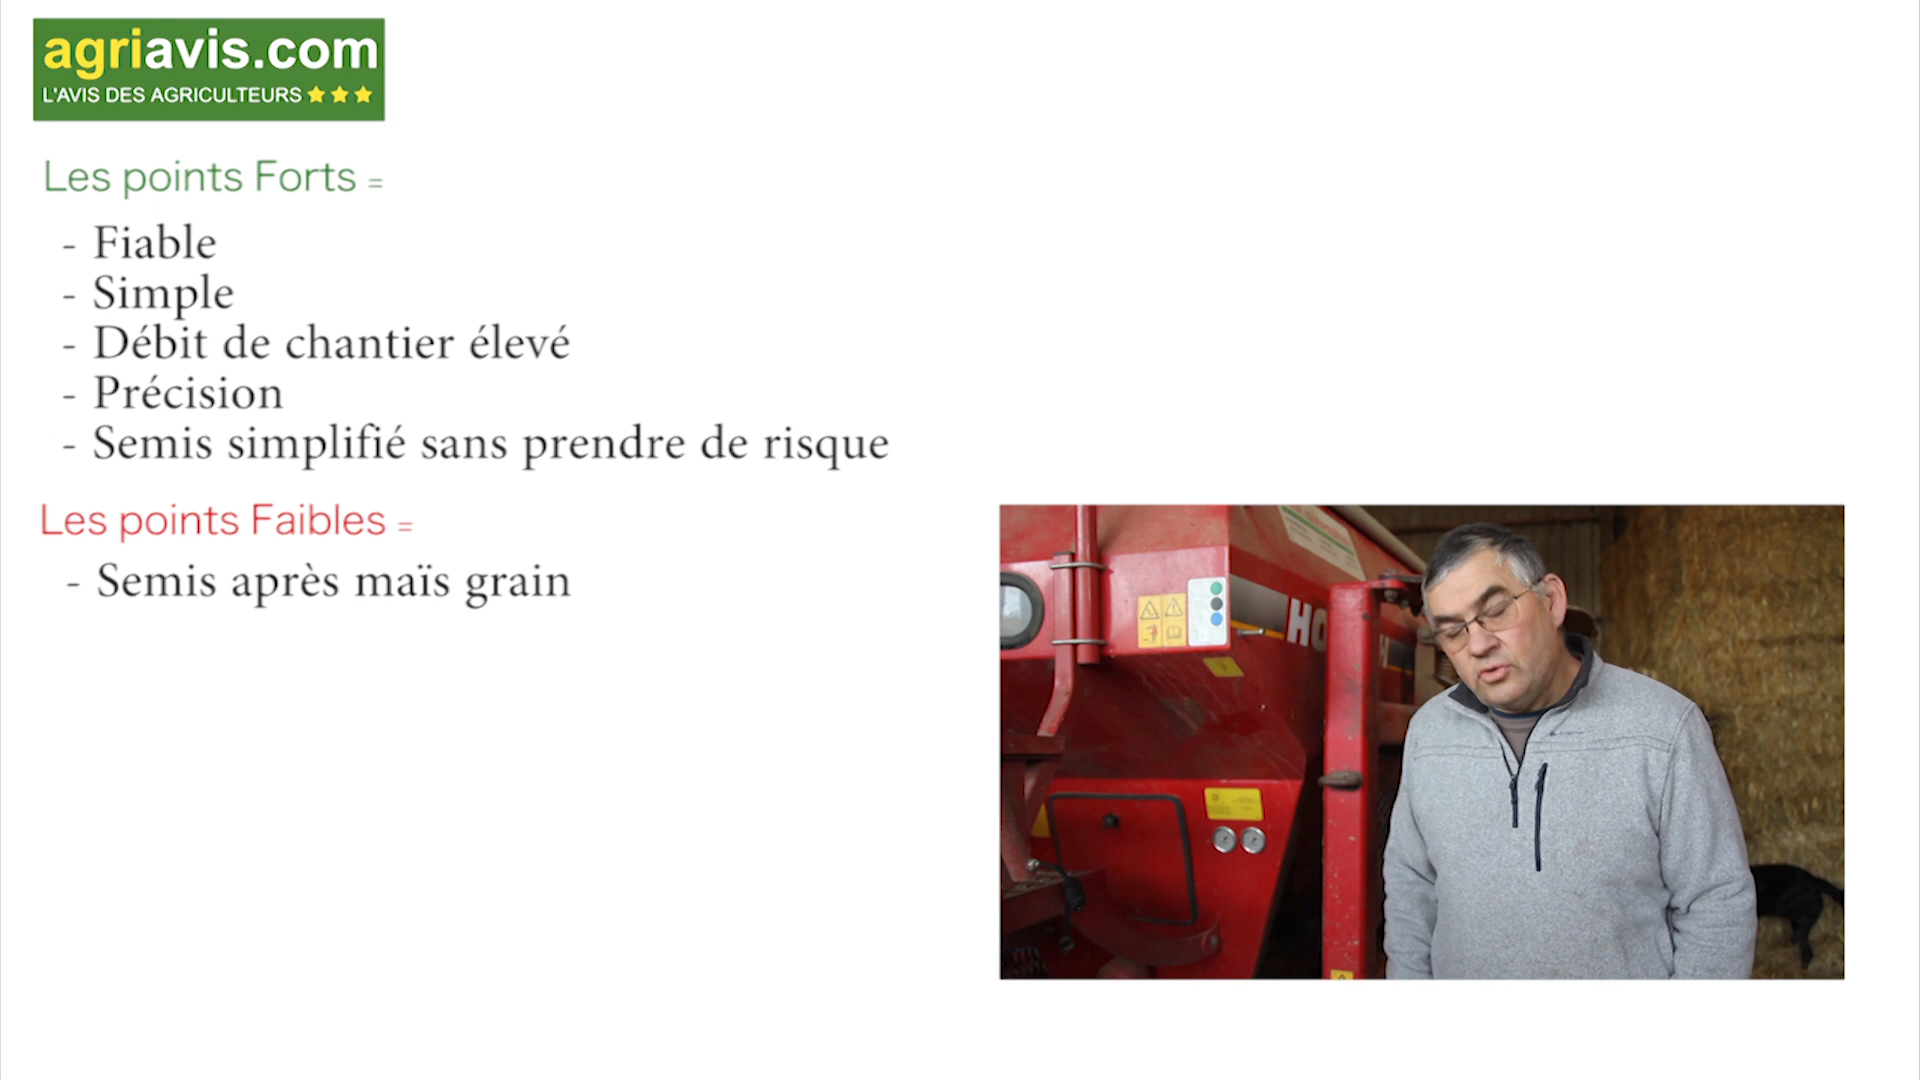 agriavis.com
L'AVIS DES AGRICULTEURS
Les points Forts =
- Fiable
- Simple
- Débit de chantier élevé
- Précision
- Semis simplifié sans prendre de risque
Les points Faibles =
- Semis après maïs grain